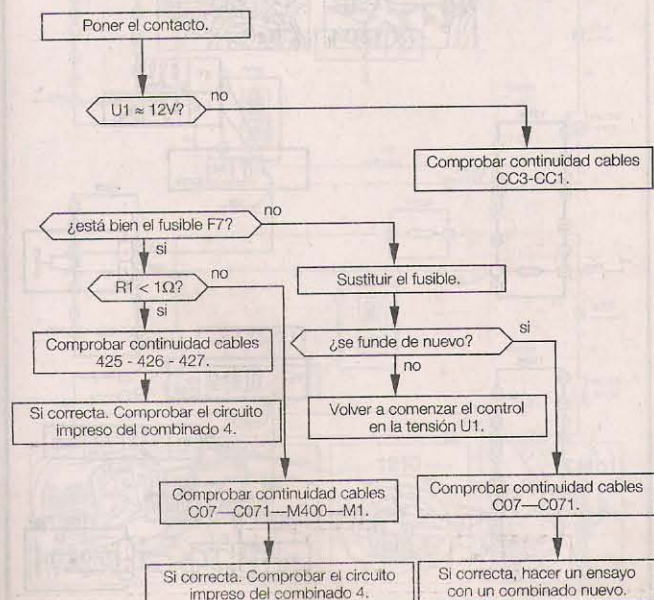 Poner el contacto.
U1 ≈ 12V?
no
Comprobar continuidad cables
CC3-CC1.
¿está bien el fusible F7?
no
si
R1 < 1Ω?
no
si
Sustituir el fusible.
Comprobar continuidad cables
425 - 426 - 427.
¿se funde de nuevo?
si
no
Si correcta. Comprobar el circuito
impreso del combinado 4.
Volver a comenzar el control
en la tensión U1.
Comprobar continuidad cables
C07—C071—M400—M1.
Comprobar continuidad cables
C07—C071.
Si correcta. Comprobar el circuito
impreso del combinado 4.
Si correcta, hacer un ensayo
con un combinado nuevo.